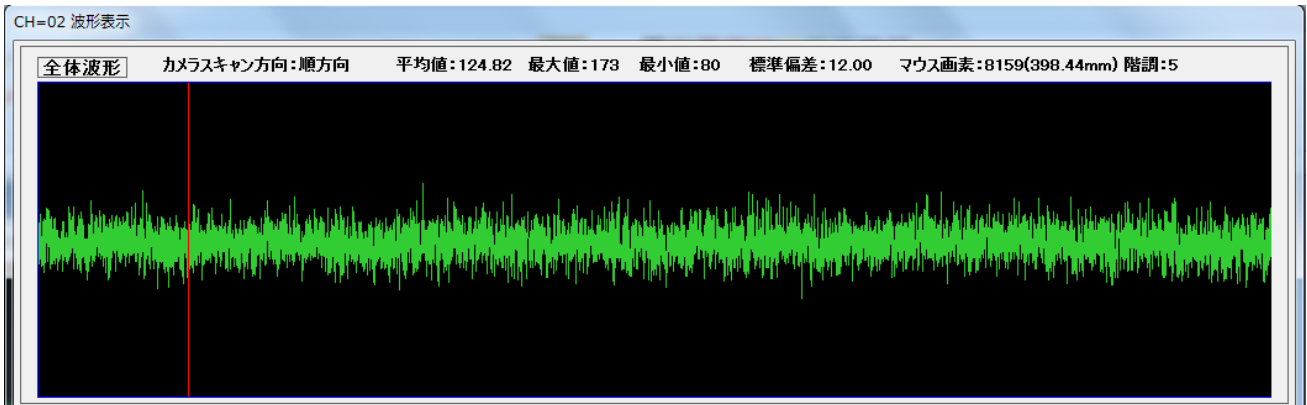 CH=02 波形表示
全体波形 カメラスキャン方向:順方向 平均値:124.82 最大値:173 最小値:80 標準偏差:12.00 マウス画素:8159(398.44mm) 階調:5